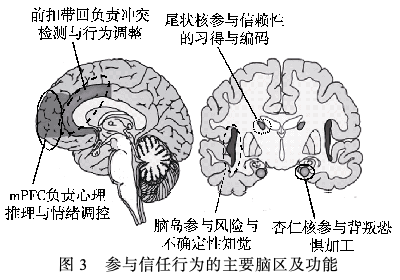 前扣带回负责冲突
检测与行为调整
尾状核参与信赖性
的习得与编码
mPFC负责心理
推理与情绪调控
脑岛参与风险与
不确定性知觉
杏仁核参与背叛恐
惧加工
图 3 参与信任行为的主要脑区及功能